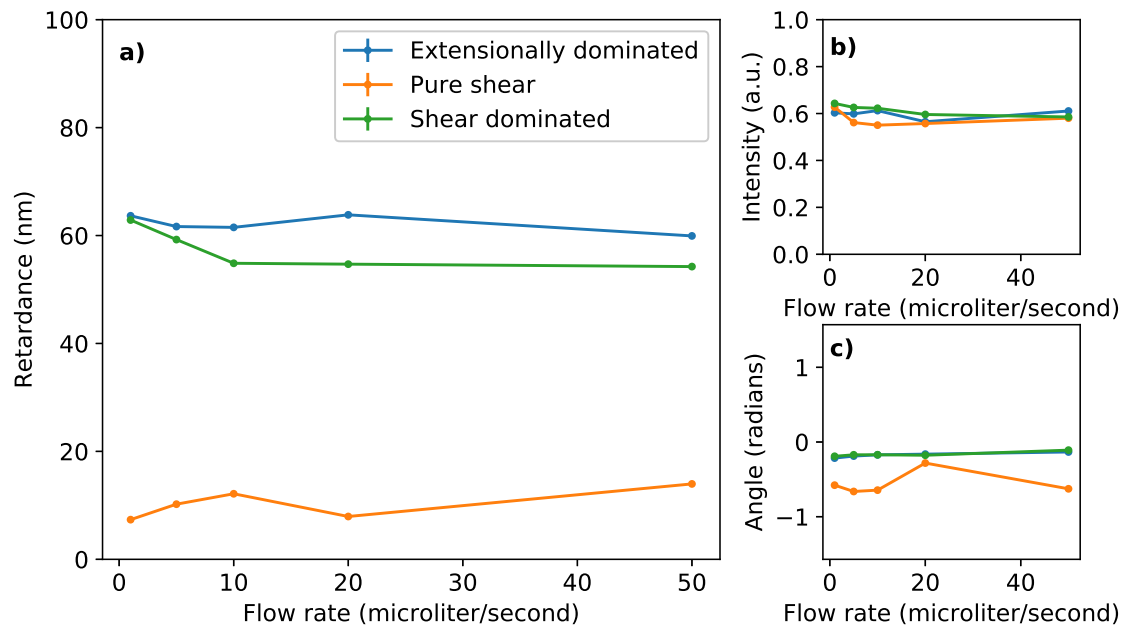 a)
Extensionally dominated
Pure shear
Shear dominated
100
80
60
40
20
0
Retardance (nm)
0 10 20 30 40 50
Flow rate (microliter/second)
b)
1.0
0.8
0.6
0.4
0.2
0.0
Intensity (a.u.)
0 20 40
Flow rate (microliter/second)
c)
1
0
−1
Angle (radians)
0 20 40
Flow rate (microliter/second)